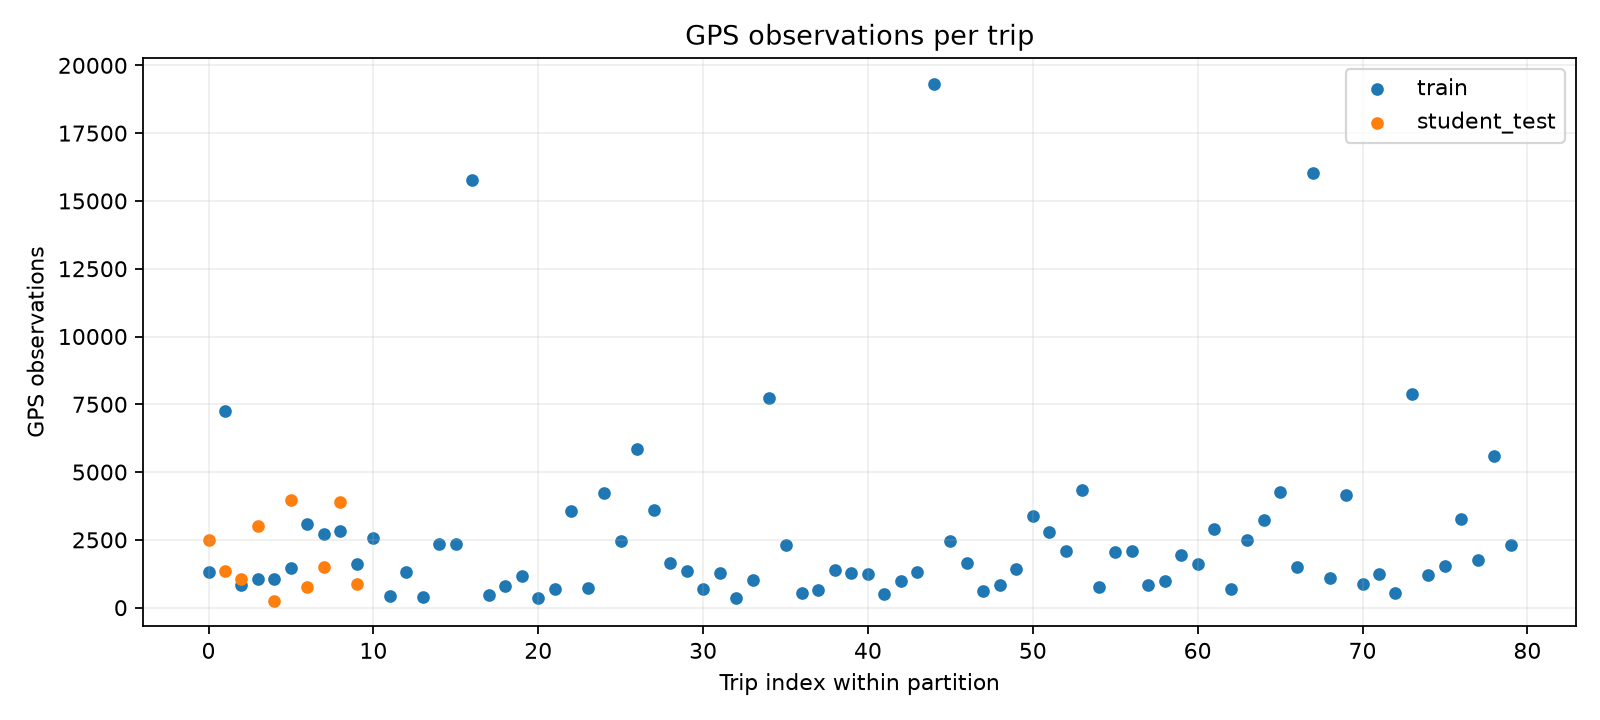 GPS observations per trip
train
student_test
GPS observations
20000
17500
15000
12500
10000
7500
5000
2500
0
0 10 20 30 40 50 60 70 80
Trip index within partition